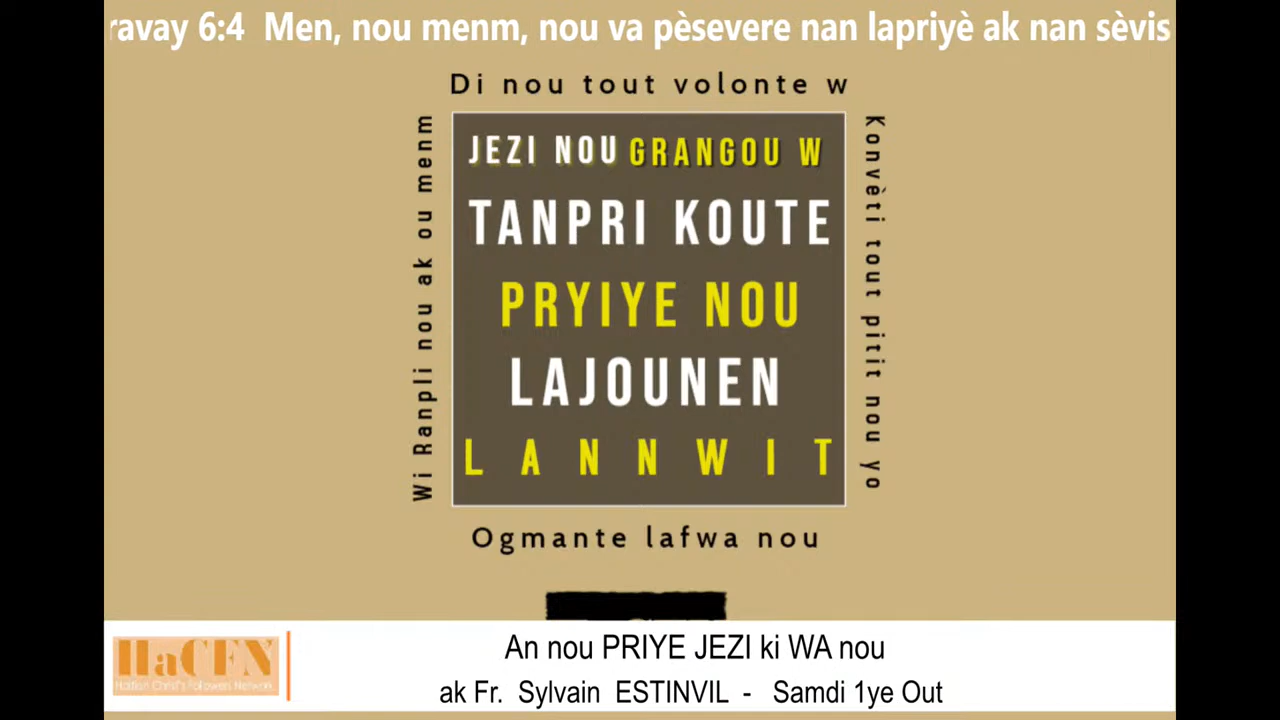 ravay 6:4 Men, nou menm, nou va pèsevere nan lapriyè ak nan sèvis
Di nou tout volonte w
Wi Ranpli nou ak ou menm
JEZI NOU GRANGOU W
TANPRI KOUTE
PRYIYE NOU
LAJOUNEN
LANNWIT
Konvèti tout pitit nou yo
Ogmante lafwa nou
HaCFN
Haitian Christ's Followers Network
An nou PRIYE JEZI ki WA nou
ak Fr. Sylvain ESTINVIL - Samdi 1ye Out